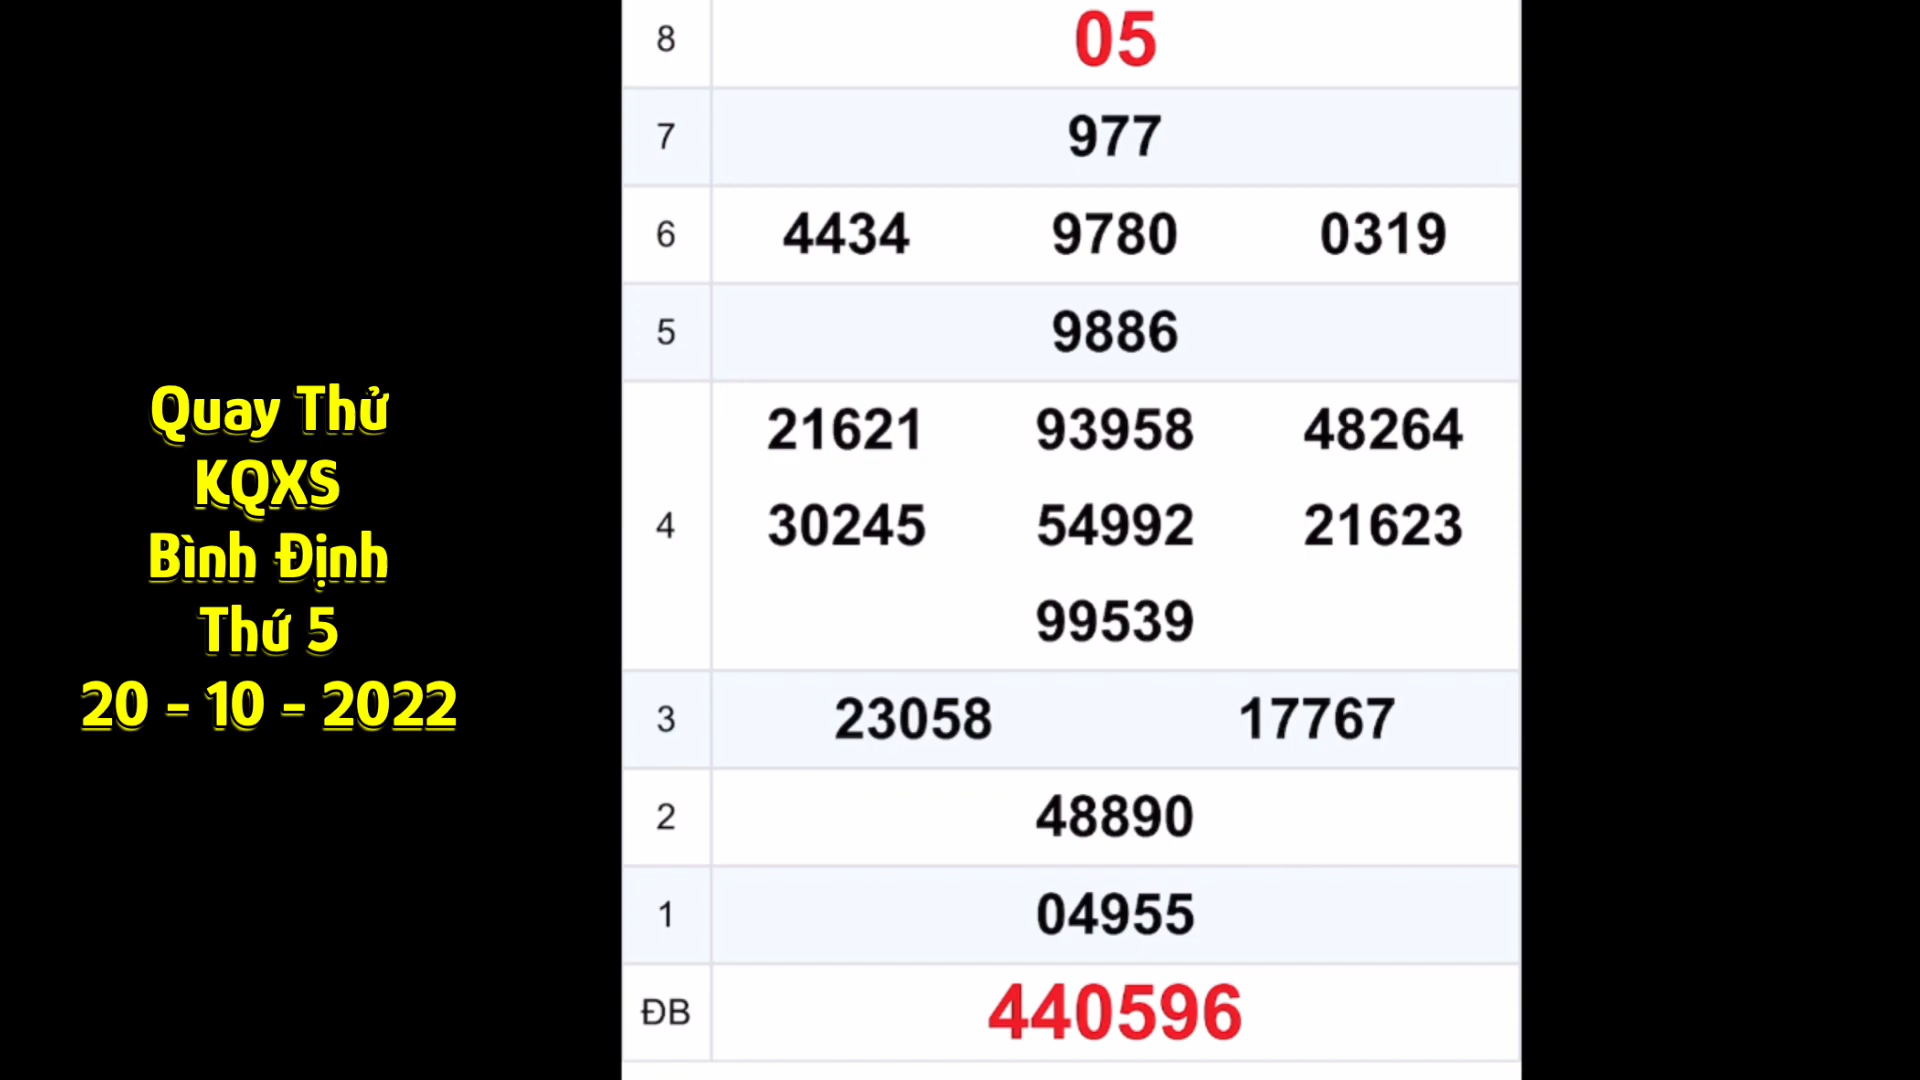 Quay Thử
KQXS
Bình Định
Thứ 5
20 - 10 - 2022
8 05
7 977
6 4434 9780 0319
5 9886
21621 93958 48264
4 30245 54992 21623
99539
3 23058 17767
2 48890
1 04955
ĐB 440596